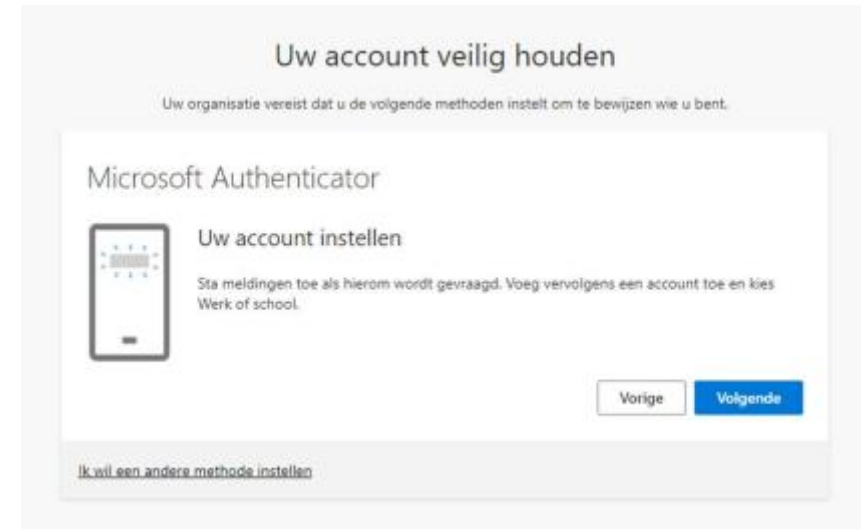 Uw account veilig houden
Uw organisatie vereist dat u de volgende methoden instelt om te bewijzen wie u bent.
Microsoft Authenticator
Uw account instellen
Sta meldingen toe als hierom wordt gevraagd. Voeg vervolgens een account toe en kies
Werk of school.
Vorige
Volgende
Ik wil een andere methode instellen